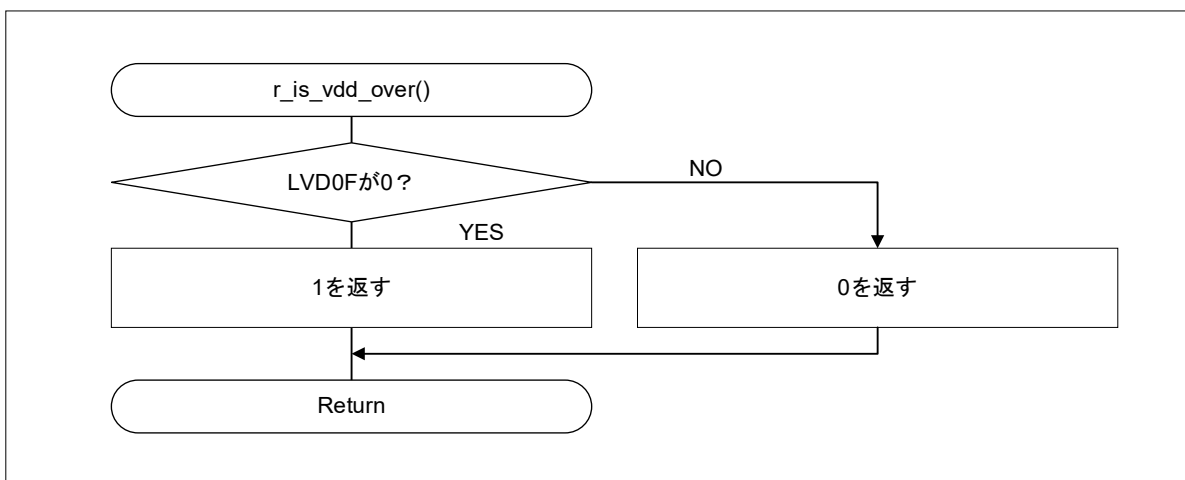 r_is_vdd_over()
LVD0Fが0？
NO
YES
1を返す
0を返す
Return